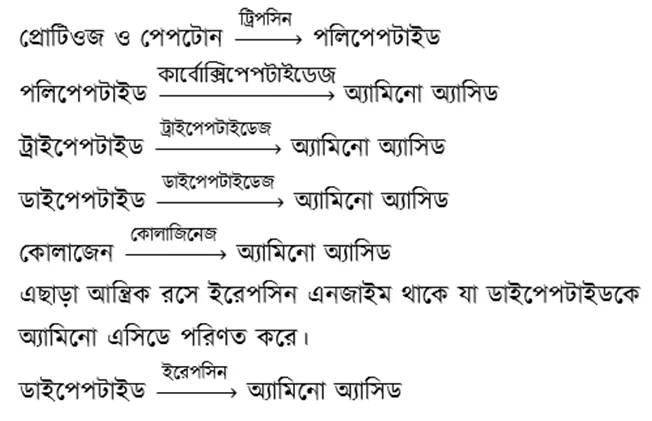 প্রোটিওজ ও পেপটোন ট্রিপসিন⟶ পলিপেপটাইড
পলিপেপটাইড কার্বোক্সিপেপটাইডেজ⟶ অ্যামিনো অ্যাসিড
ট্রাইপেপটাইড ট্রাইপেপটাইডেজ⟶ অ্যামিনো অ্যাসিড
ডাইপেপটাইড ডাইপেপটাইডেজ⟶ অ্যামিনো অ্যাসিড
কোলাজেন কোলাজিনেজ⟶ অ্যামিনো অ্যাসিড
এছাড়া আন্ত্রিক রসে ইরেপসিন এনজাইম থাকে যা ডাইপেপটাইডকে
অ্যামিনো এসিডে পরিণত করে।
ডাইপেপটাইড ইরেপসিন⟶ অ্যামিনো অ্যাসিড